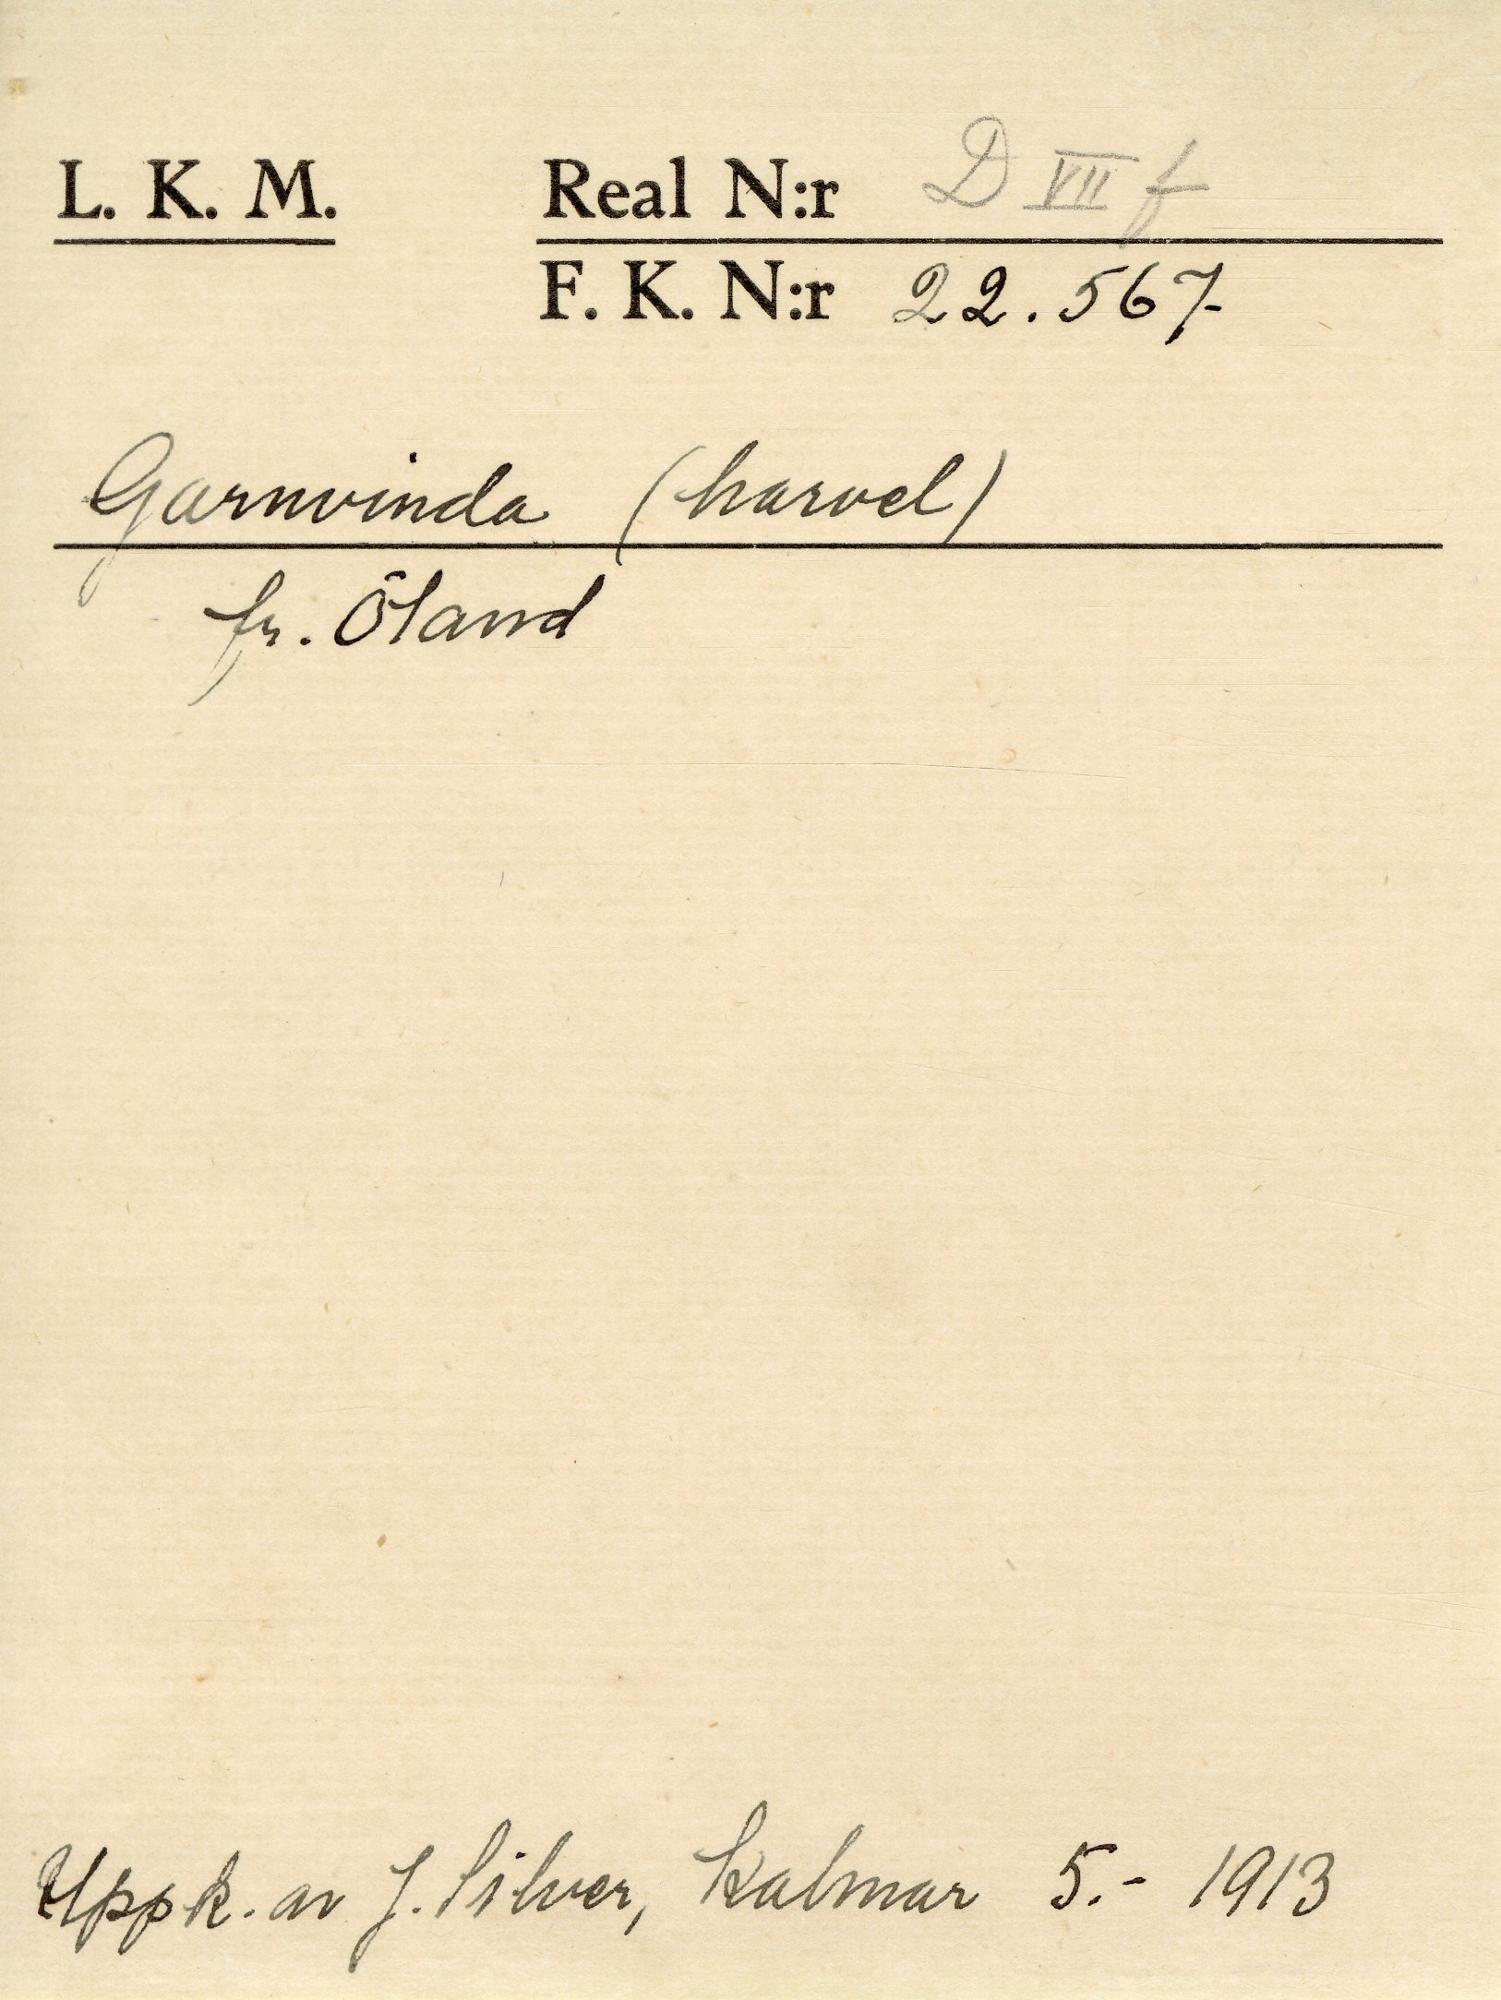 L. K. M. Real N:r D VII f
F. K. N:r 22.567
Garnvinda (harvel)
fr. Öland
Uppk. av J. Silver, Kalmar 5.- 1913